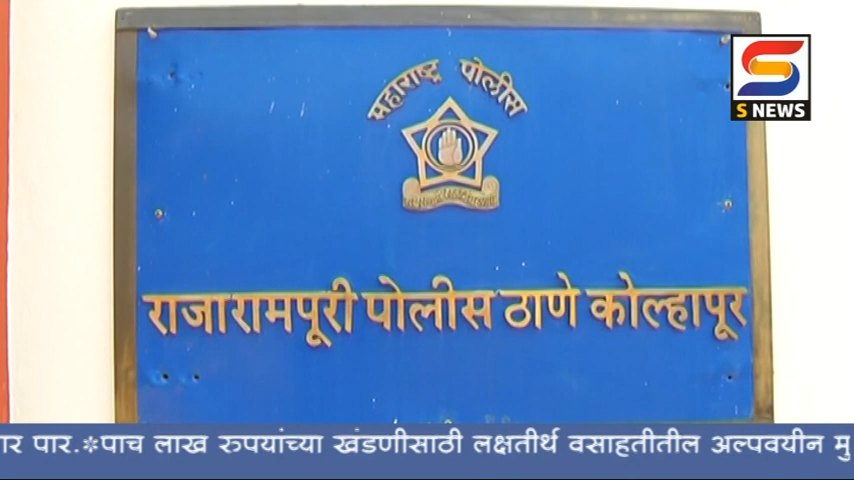 महाराष्ट्र पोलीस
S NEWS
राजारामपूरी पोलीस ठाणे कोल्हापूर
ार पार.*पाच लाख रुपयांच्या खंडणीसाठी लक्षतीर्थ वसाहतीतील अल्पवयीन मु